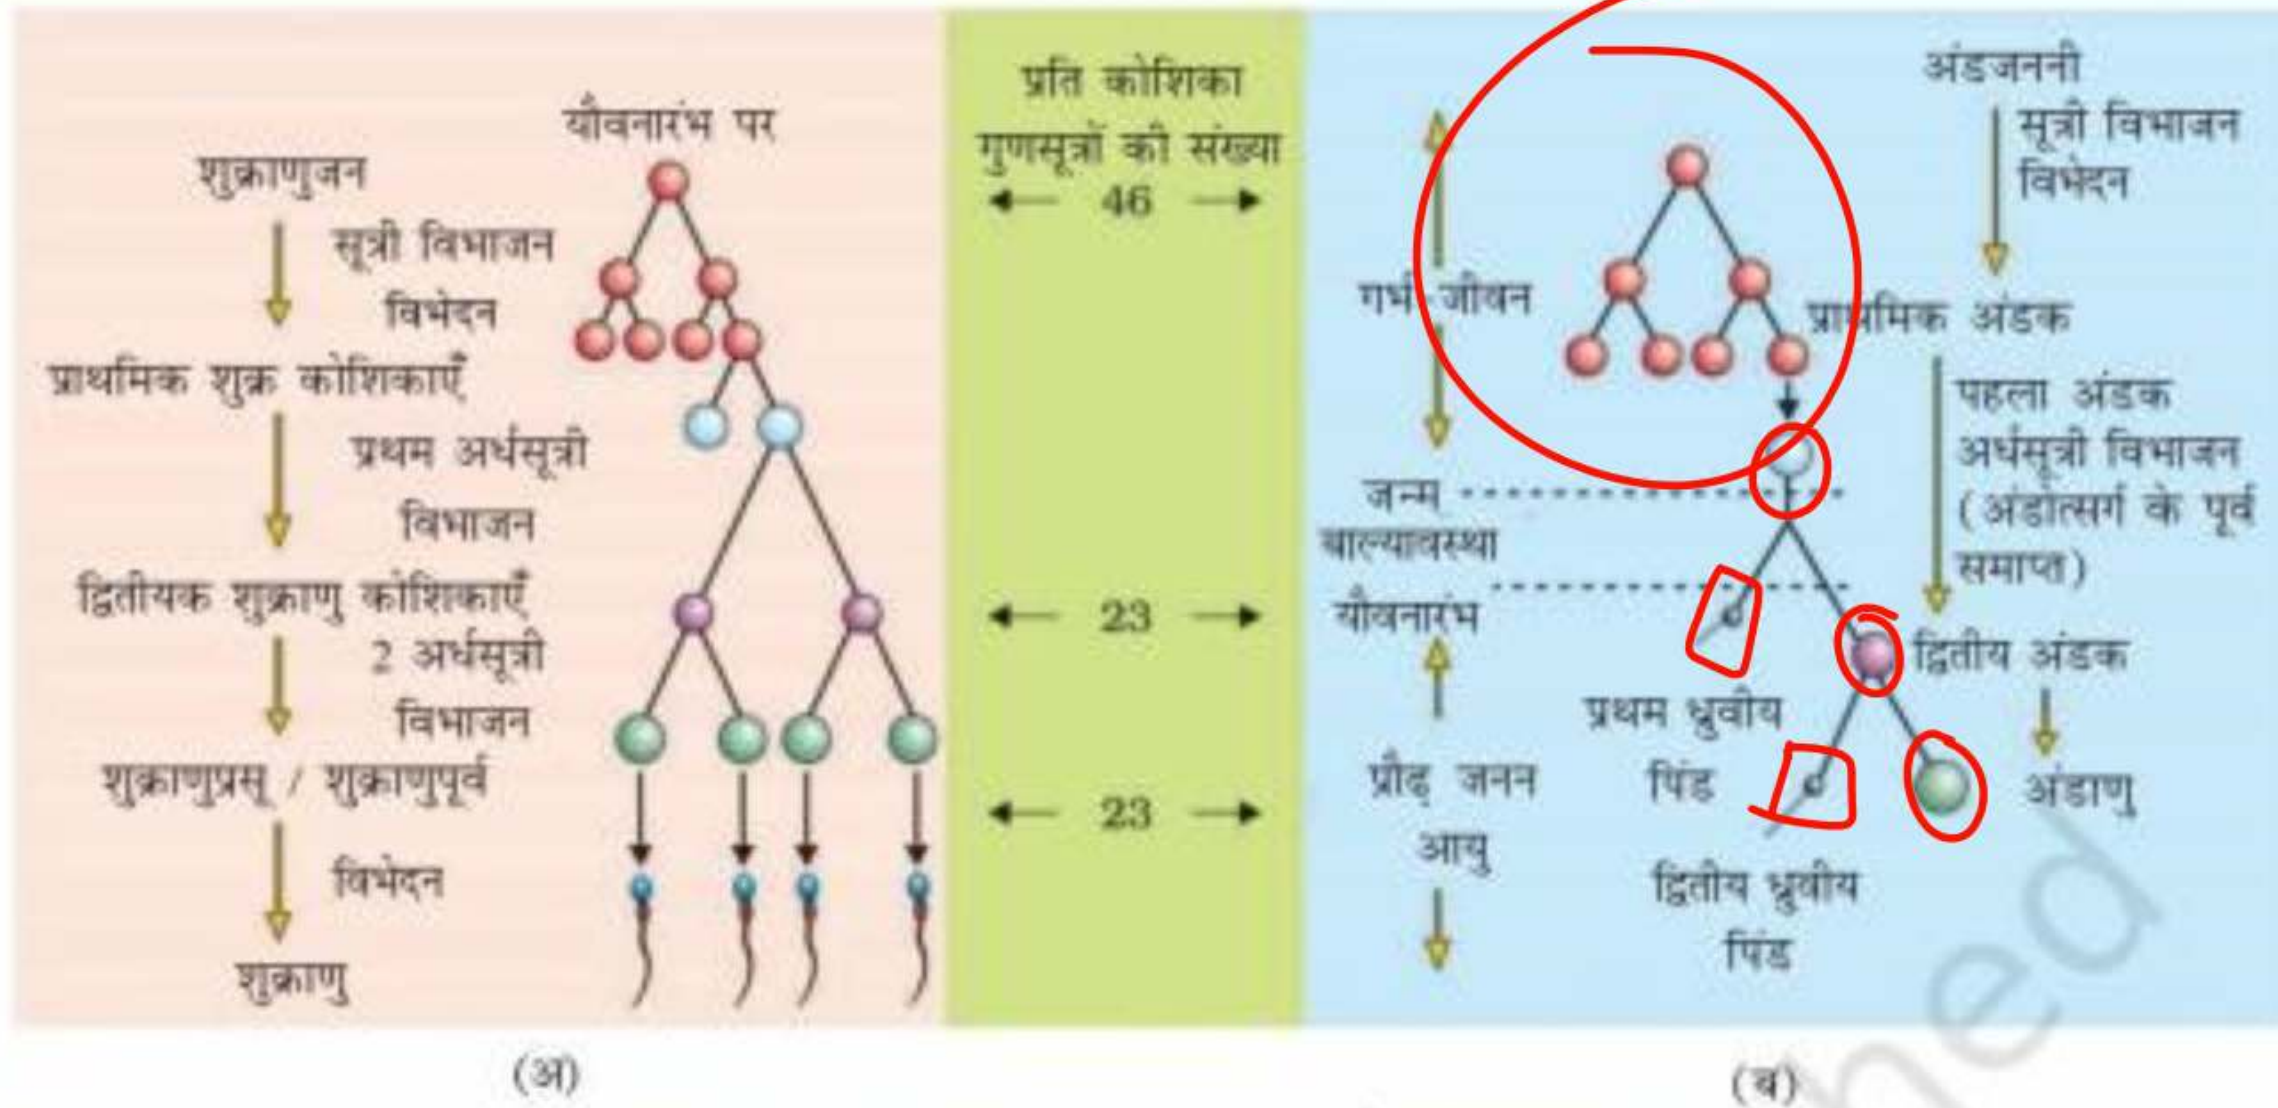 यौवनारंभ पर
शुक्राणुजन
सूत्री विभाजन
विभेदन
प्राथमिक शुक्र कोशिकाएँ
प्रथम अर्धसूत्री
विभाजन
द्वितीयक शुक्राणु कोशिकाएँ
2 अर्धसूत्री
विभाजन
शुक्राणुप्रसू / शुक्राणुपूर्व
विभेदन
शुक्राणु
(अ)
प्रति कोशिका
गुणसूत्रों की संख्या
46
23
23
गर्भ जीवन
जन्म
बाल्यावस्था
यौवनारंभ
प्रौढ़ जनन
आयु
प्रथम ध्रुवीय
पिंड
द्वितीय ध्रुवीय
पिंड
अंडजननी
सूत्री विभाजन
विभेदन
प्राथमिक अंडक
पहला अंडक
अर्धसूत्री विभाजन
(अंडोत्सर्ग के पूर्व
समाप्त)
द्वितीय अंडक
अंडाणु
(ब)